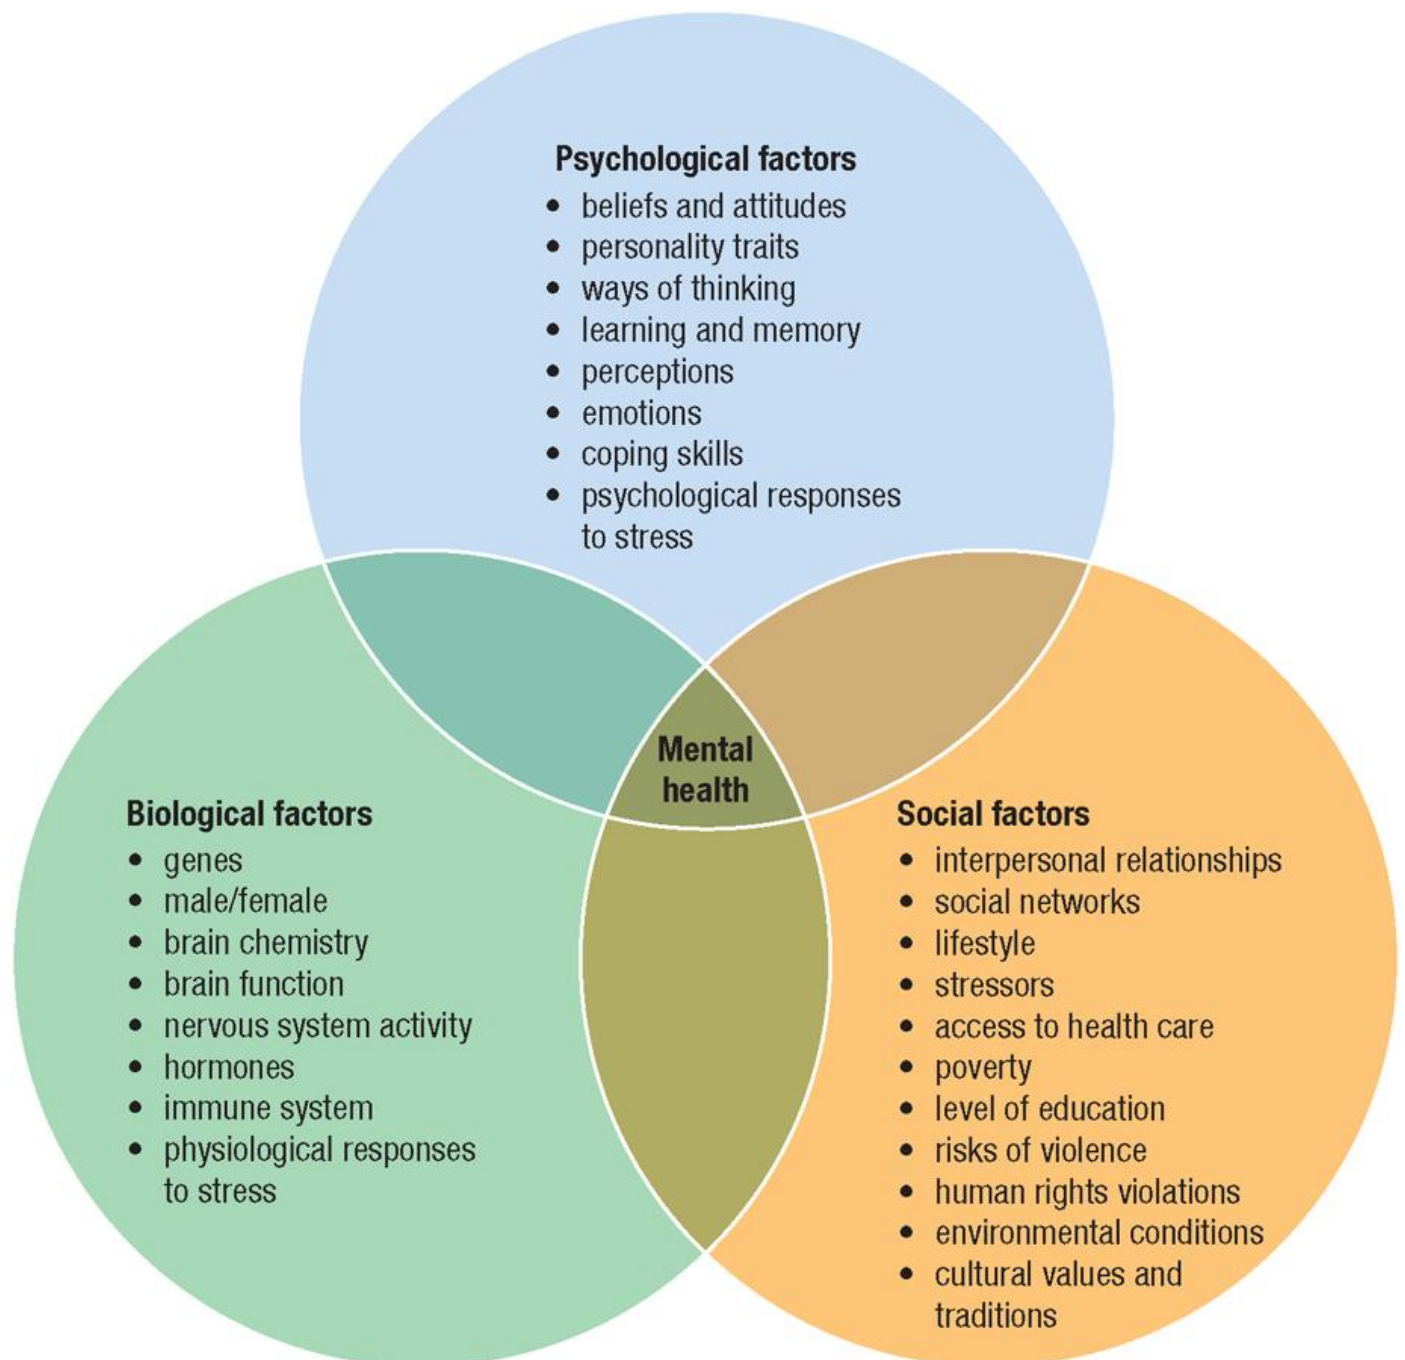 Psychological factors
• beliefs and attitudes
• personality traits
• ways of thinking
• learning and memory
• perceptions
• emotions
• coping skills
• psychological responses
to stress
Mental
health
Biological factors
• genes
• male/female
• brain chemistry
• brain function
• nervous system activity
• hormones
• immune system
• physiological responses
to stress
Social factors
• interpersonal relationships
• social networks
• lifestyle
• stressors
• access to health care
• poverty
• level of education
• risks of violence
• human rights violations
• environmental conditions
• cultural values and
traditions